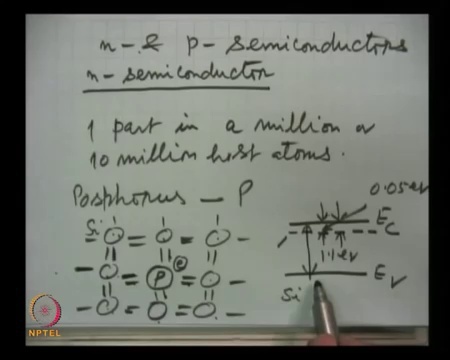 n- & p- semiconductors
n- semiconductor
1 part in a million or
10 million host atoms.
Posphorus — P
0.05 eV
Si
E_C
P e
1.1 eV
E_V
Si
NPTEL